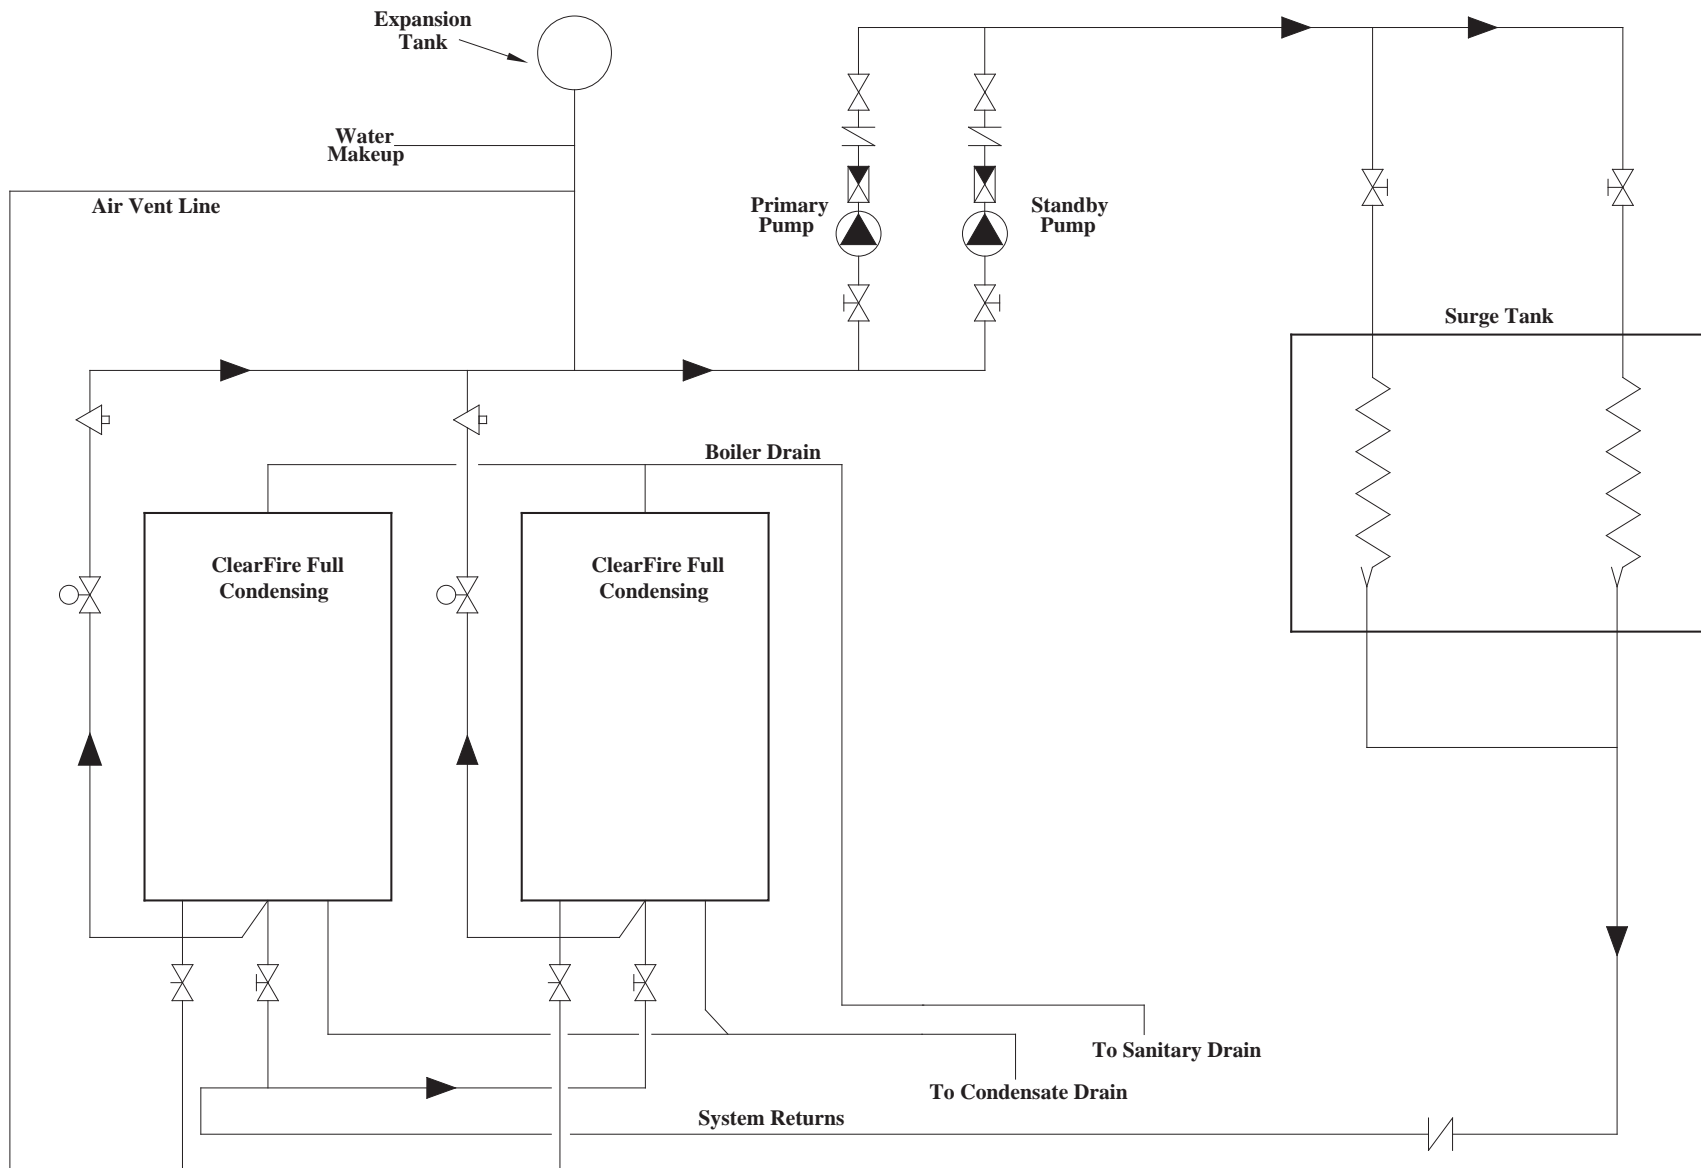 Expansion
Tank
Water
Makeup
Air Vent Line
Primary
Pump
Standby
Pump
Surge Tank
Boiler Drain
ClearFire Full
Condensing
ClearFire Full
Condensing
To Sanitary Drain
To Condensate Drain
System Returns